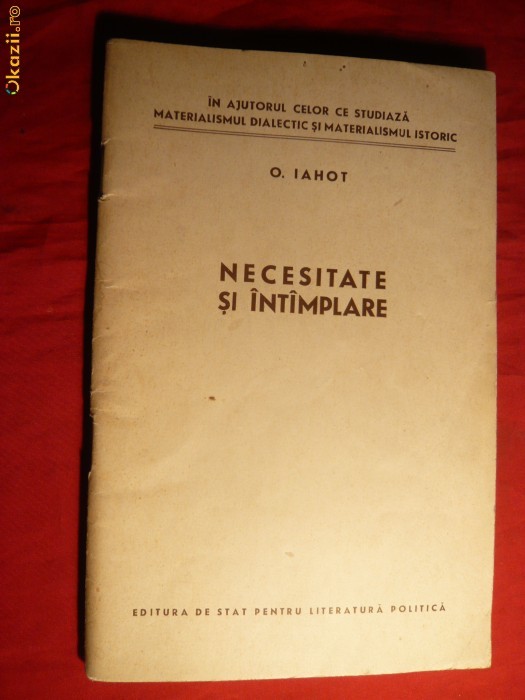 Okazii.ro
ÎN AJUTORUL CELOR CE STUDIAZĂ
MATERIALISMUL DIALECTIC ȘI MATERIALISMUL ISTORIC
O. IAHOT
NECESITATE
ȘI ÎNTÎMPLARE
EDITURA DE STAT PENTRU LITERATURĂ POLITICĂ